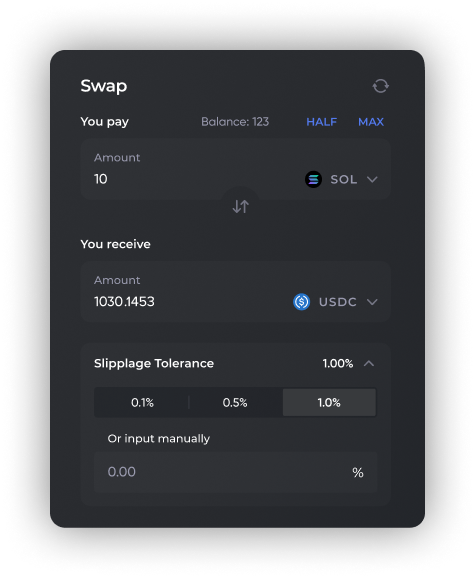 Swap
You pay Balance: 123 HALF MAX
Amount
10 SOL
You receive
Amount
1030.1453 USDC
Slipplage Tolerance 1.00%
0.1% 0.5% 1.0%
Or input manually
0.00 %